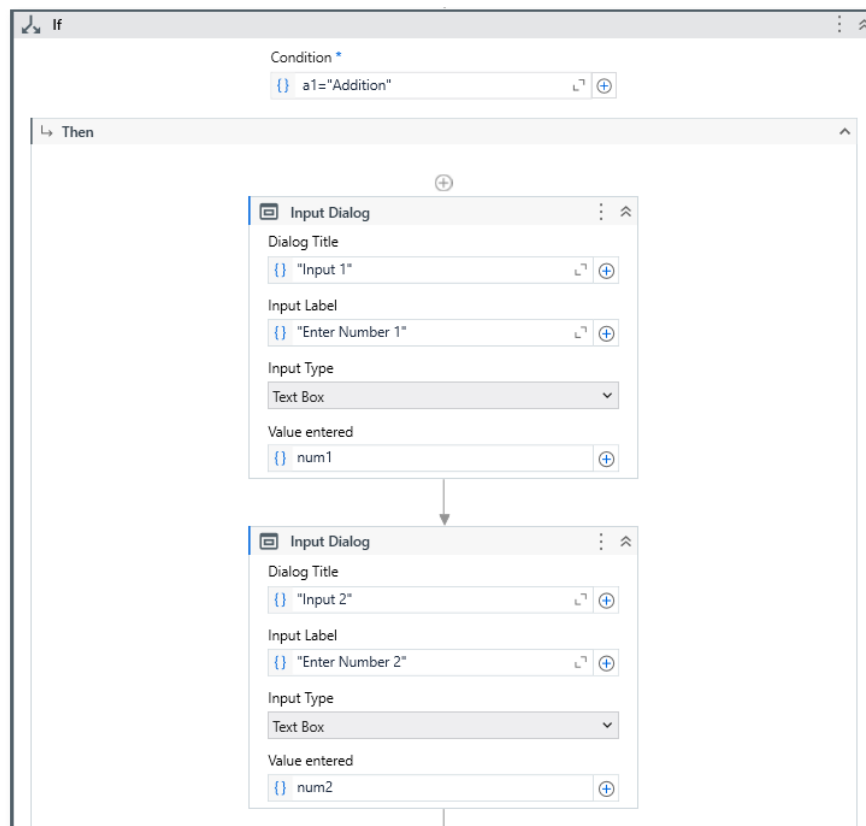 If
Condition *
{} a1="Addition"
Then
Input Dialog
Dialog Title
{} "Input 1"
Input Label
{} "Enter Number 1"
Input Type
Text Box
Value entered
{} num1
Input Dialog
Dialog Title
{} "Input 2"
Input Label
{} "Enter Number 2"
Input Type
Text Box
Value entered
{} num2